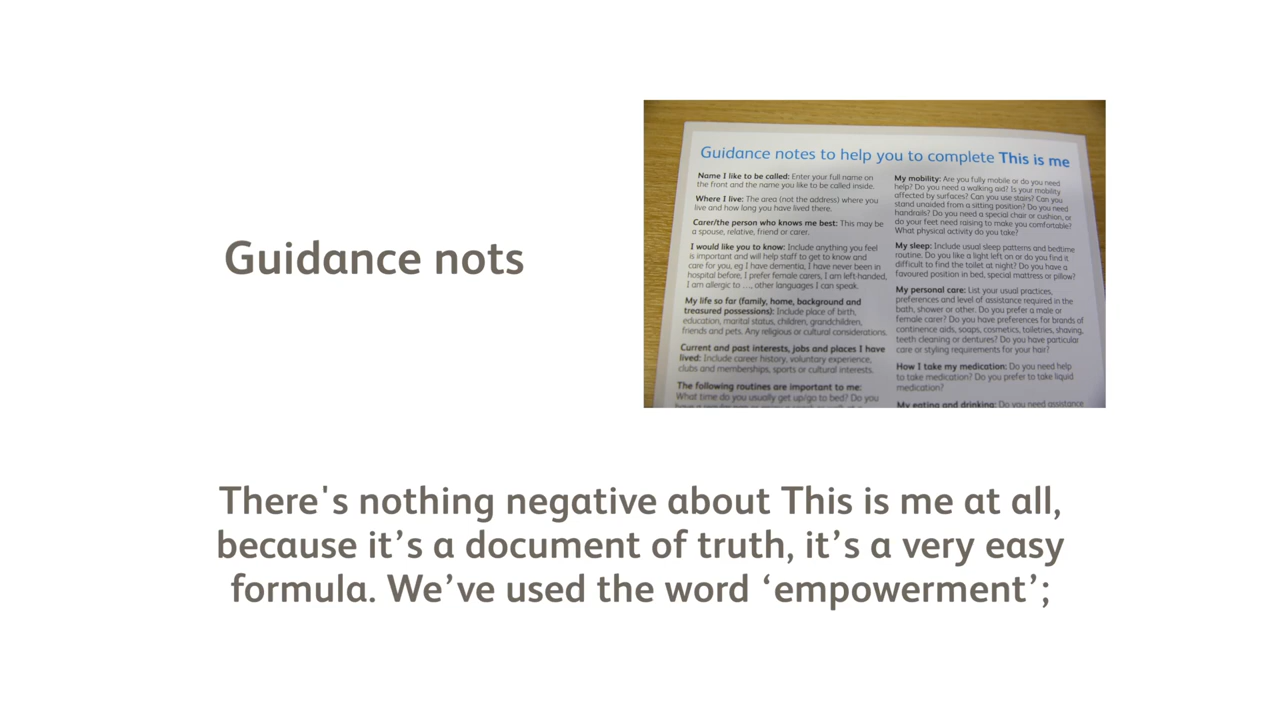 Guidance nots
Guidance notes to help you to complete This is me
Name I like to be called: Enter your full name on
the front and the name you like to be called inside.
Where I live: The area (not the address) where you
live and how long you have lived there.
Carer/the person who knows me best: This may be
a spouse, relative, friend or carer.
I would like you to know: Include anything you feel
is important and will help staff to get to know and
care for you, eg I have dementia, I have never been in
hospital before, I prefer female carers, I am left-handed,
I am allergic to ..., other languages I can speak.
My life so far (family, home, background and
treasured possessions): Include place of birth,
education, marital status, children, grandchildren,
friends and pets. Any religious or cultural considerations.
Current and past interests, jobs and places I have
lived: Include career history, voluntary experience,
clubs and memberships, sports or cultural interests.
The following routines are important to me:
What time do you usually get up/go to bed? Do you
My mobility: Are you fully mobile or do you need
help? Do you need a walking aid? Is your mobility
affected by surfaces? Can you use stairs? Can you
stand unaided from a sitting position? Do you need
handrails? Do you need a special chair or cushion, or
do your feet need raising to make you comfortable?
What physical activity do you take?
My sleep: Include usual sleep patterns and bedtime
routine. Do you like a light left on or do you find it
difficult to find the toilet at night? Do you have a
favoured position in bed, special mattress or pillow?
My personal care: List your usual practices,
preferences and level of assistance required in the
bath, shower or other. Do you prefer a male or
female carer? Do you have preferences for brands of
continence aids, soaps, cosmetics, toiletries, shaving,
teeth cleaning or dentures? Do you have particular
care or styling requirements for your hair?
How I take my medication: Do you need help
to take medication? Do you prefer to take liquid
medication?
My eating and drinking: Do you need assistance
There's nothing negative about This is me at all,
because it’s a document of truth, it’s a very easy
formula. We’ve used the word ‘empowerment’;